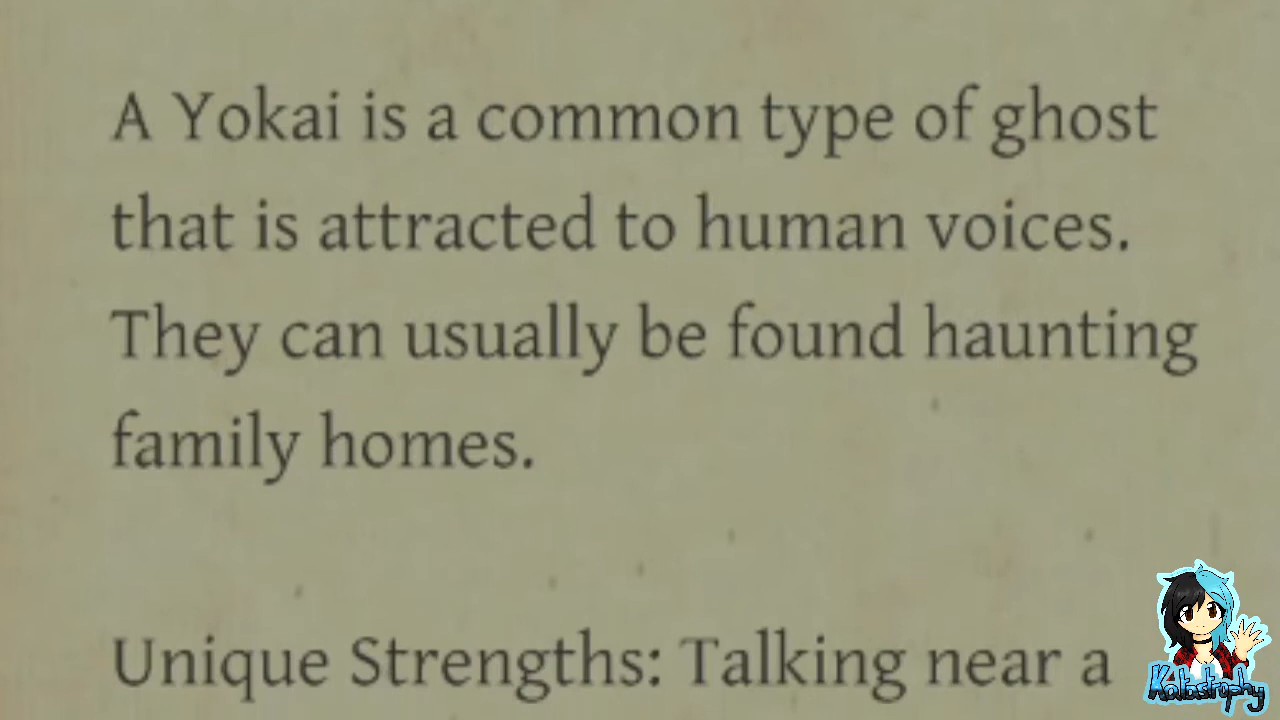 A Yokai is a common type of ghost
that is attracted to human voices.
They can usually be found haunting
family homes.
Unique Strengths: Talking near a
Kalastrophy